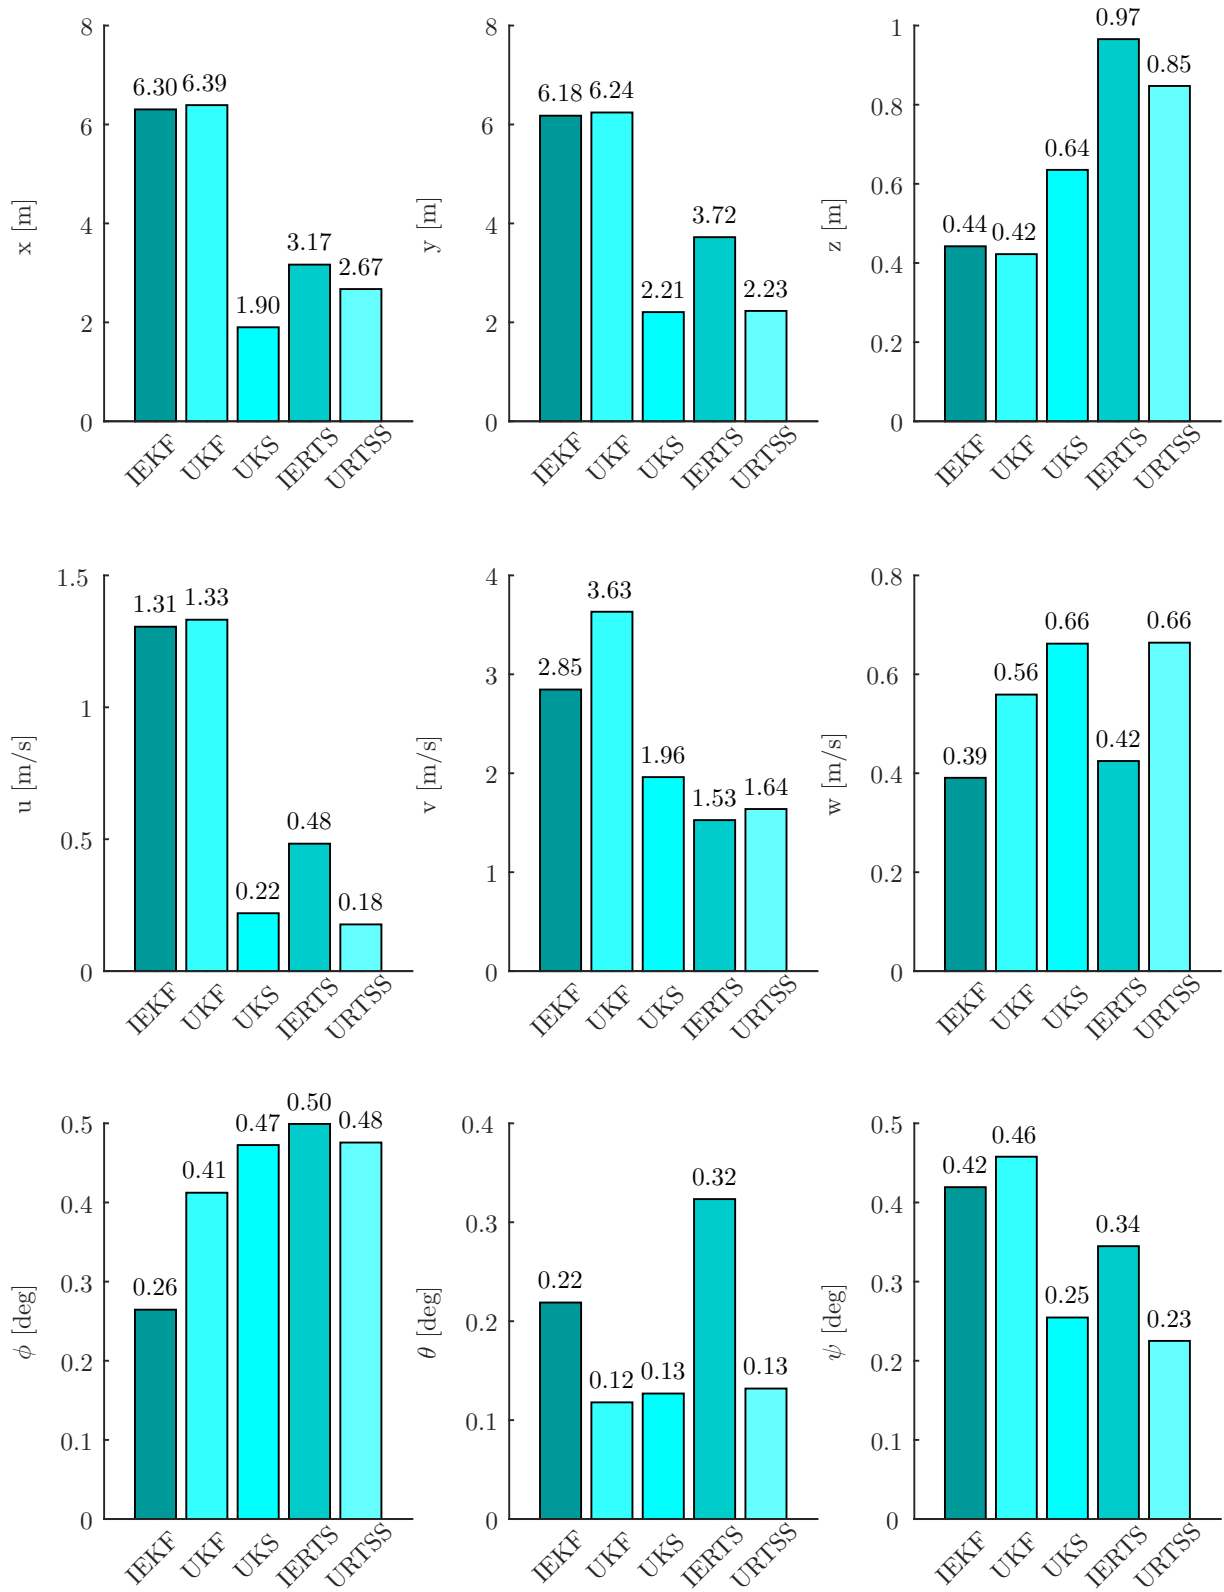 x [m]
8
6
4
2
0
6.30
6.39
1.90
3.17
2.67
IEKF
UKF
UKS
IERTS
URTSS
y [m]
8
6
4
2
0
6.18
6.24
2.21
3.72
2.23
IEKF
UKF
UKS
IERTS
URTSS
z [m]
1
0.8
0.6
0.4
0.2
0
0.44
0.42
0.64
0.97
0.85
IEKF
UKF
UKS
IERTS
URTSS
u [m/s]
1.5
1
0.5
0
1.31
1.33
0.22
0.48
0.18
IEKF
UKF
UKS
IERTS
URTSS
v [m/s]
4
3
2
1
0
2.85
3.63
1.96
1.53
1.64
IEKF
UKF
UKS
IERTS
URTSS
w [m/s]
0.8
0.6
0.4
0.2
0
0.39
0.56
0.66
0.42
0.66
IEKF
UKF
UKS
IERTS
URTSS
ϕ [deg]
0.5
0.4
0.3
0.2
0.1
0
0.26
0.41
0.47
0.50
0.48
IEKF
UKF
UKS
IERTS
URTSS
θ [deg]
0.4
0.3
0.2
0.1
0
0.22
0.12
0.13
0.32
0.13
IEKF
UKF
UKS
IERTS
URTSS
ψ [deg]
0.5
0.4
0.3
0.2
0.1
0
0.42
0.46
0.25
0.34
0.23
IEKF
UKF
UKS
IERTS
URTSS